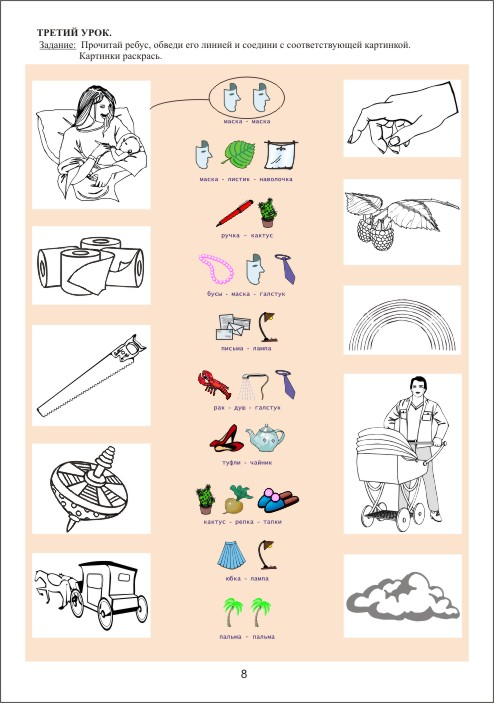 ТРЕТИЙ УРОК.
Задание: Прочитай ребус, обведи его линией и соедини с соответствующей картинкой.
Картинки раскрась.
маска - маска
маска - листик - наволочка
ручка - кактус
бусы - маска - галстук
письма - лампа
рак - душ - галстук
туфли - чайник
кактус - репка - тапки
юбка - лампа
пальма - пальма
8